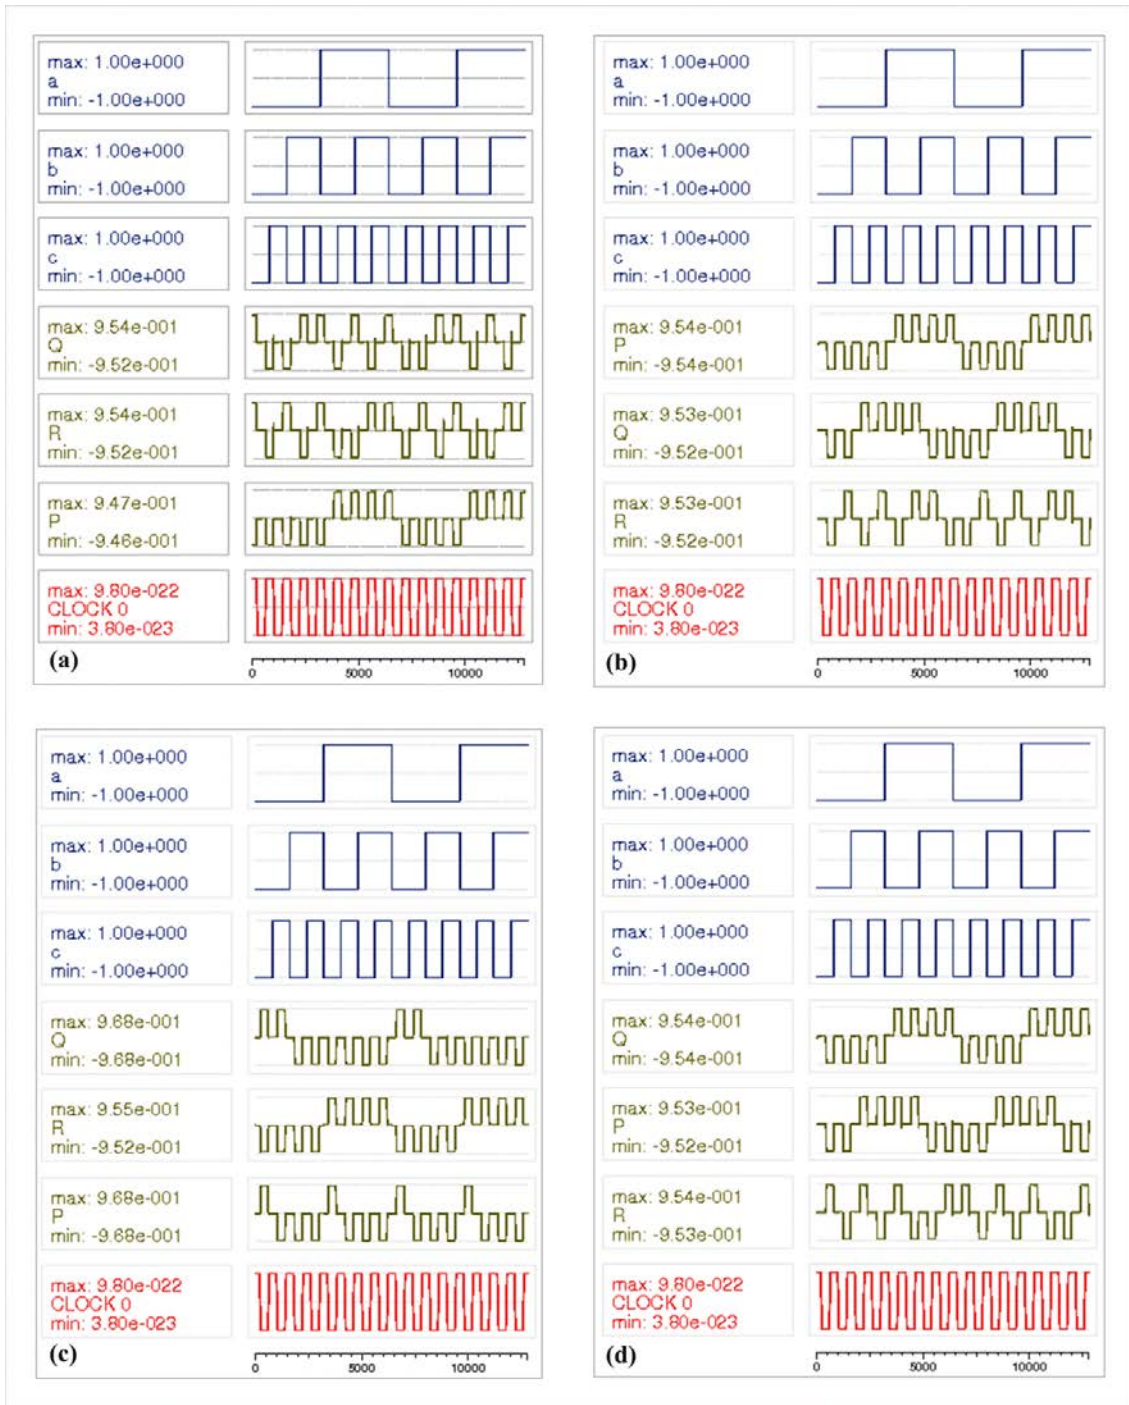 max: 1.00e+000
a
min: -1.00e+000
max: 1.00e+000
b
min: -1.00e+000
max: 1.00e+000
c
min: -1.00e+000
max: 9.54e-001
Q
min: -9.52e-001
max: 9.54e-001
R
min: -9.52e-001
max: 9.47e-001
P
min: -9.46e-001
max: 9.80e-022
CLOCK 0
min: 3.80e-023
(a)
0 5000 10000
max: 1.00e+000
a
min: -1.00e+000
max: 1.00e+000
b
min: -1.00e+000
max: 1.00e+000
c
min: -1.00e+000
max: 9.54e-001
P
min: -9.54e-001
max: 9.53e-001
Q
min: -9.52e-001
max: 9.53e-001
R
min: -9.52e-001
max: 9.80e-022
CLOCK 0
min: 3.80e-023
(b)
0 5000 10000
max: 1.00e+000
a
min: -1.00e+000
max: 1.00e+000
b
min: -1.00e+000
max: 1.00e+000
c
min: -1.00e+000
max: 9.68e-001
Q
min: -9.68e-001
max: 9.55e-001
R
min: -9.52e-001
max: 9.68e-001
P
min: -9.68e-001
max: 9.80e-022
CLOCK 0
min: 3.80e-023
(c)
0 5000 10000
max: 1.00e+000
a
min: -1.00e+000
max: 1.00e+000
b
min: -1.00e+000
max: 1.00e+000
c
min: -1.00e+000
max: 9.54e-001
Q
min: -9.54e-001
max: 9.53e-001
P
min: -9.52e-001
max: 9.54e-001
R
min: -9.53e-001
max: 9.80e-022
CLOCK 0
min: 3.80e-023
(d)
0 5000 10000